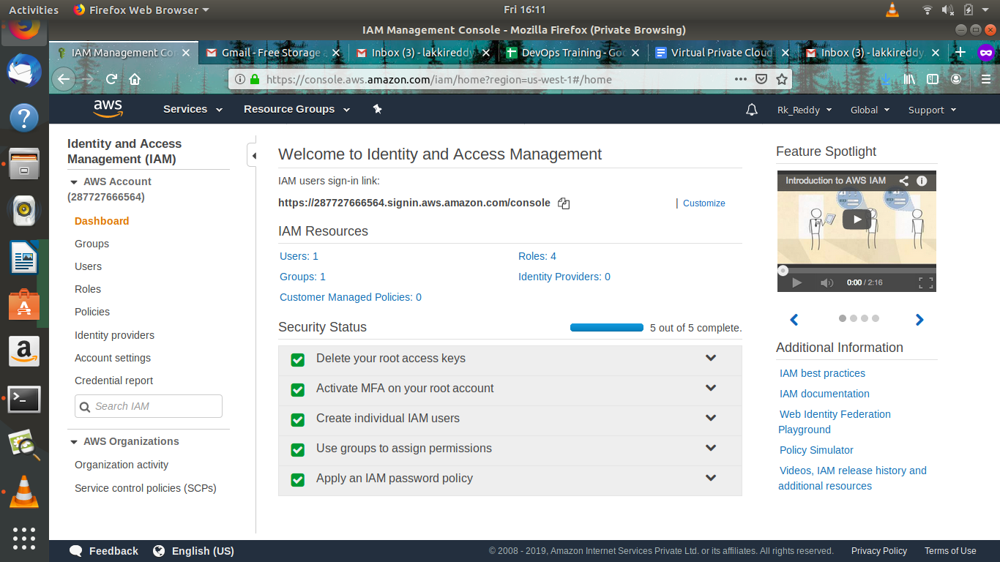 Activities
Firefox Web Browser
Fri 16:11
IAM Management Console - Mozilla Firefox (Private Browsing)
IAM Management Con
Gmail - Free Storage a
Inbox (3) - lakkireddy
DevOps Training - Goo
Virtual Private Cloud
Inbox (3) - lakkireddy.
https://console.aws.amazon.com/iam/home?region=us-west-1#/home
aws
Services
Resource Groups
Rk_Reddy
Global
Support
Identity and Access
Management (IAM)
AWS Account
(287727666564)
Dashboard
Groups
Users
Roles
Policies
Identity providers
Account settings
Credential report
Search IAM
AWS Organizations
Organization activity
Service control policies (SCPs)
Welcome to Identity and Access Management
IAM users sign-in link:
https://287727666564.signin.aws.amazon.com/console
| Customize
IAM Resources
Users: 1
Roles: 4
Groups: 1
Identity Providers: 0
Customer Managed Policies: 0
Security Status
5 out of 5 complete.
Delete your root access keys
Activate MFA on your root account
Create individual IAM users
Use groups to assign permissions
Apply an IAM password policy
Feature Spotlight
Introduction to AWS IAM
0:00 / 2:16
Additional Information
IAM best practices
IAM documentation
Web Identity Federation
Playground
Policy Simulator
Videos, IAM release history and
additional resources
Feedback
English (US)
© 2008 - 2019, Amazon Internet Services Private Ltd. or its affiliates. All rights reserved.
Privacy Policy
Terms of Use